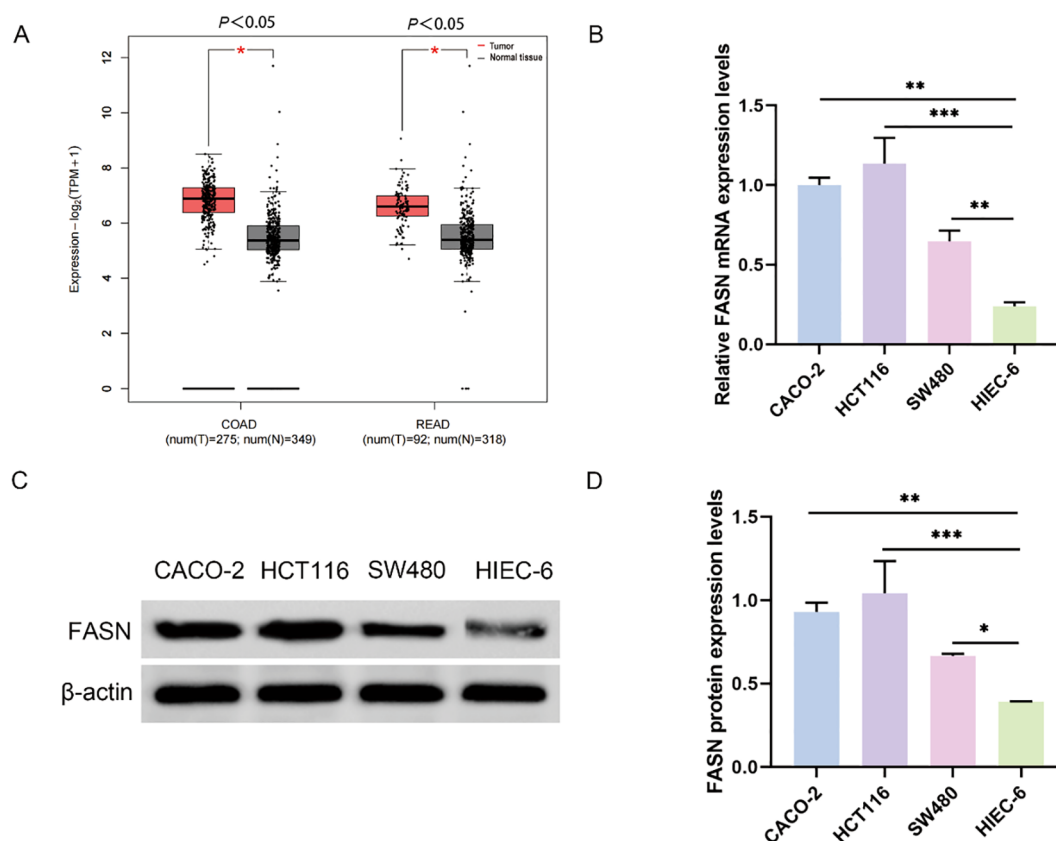 A
P<0.05
P<0.05
*
*
Tumor
Normal tissue
Expression – log₂(TPM + 1)
12
10
8
6
4
2
0
COAD
(num(T)=275; num(N)=349)
READ
(num(T)=92; num(N)=318)
B
Relative FASN mRNA expression levels
1.5
1.0
0.5
0.0
**
***
**
CACO-2
HCT116
SW480
HIEC-6
C
CACO-2 HCT116 SW480 HIEC-6
FASN
β-actin
D
FASN protein expression levels
1.5
1.0
0.5
0.0
**
***
*
CACO-2
HCT116
SW480
HIEC-6